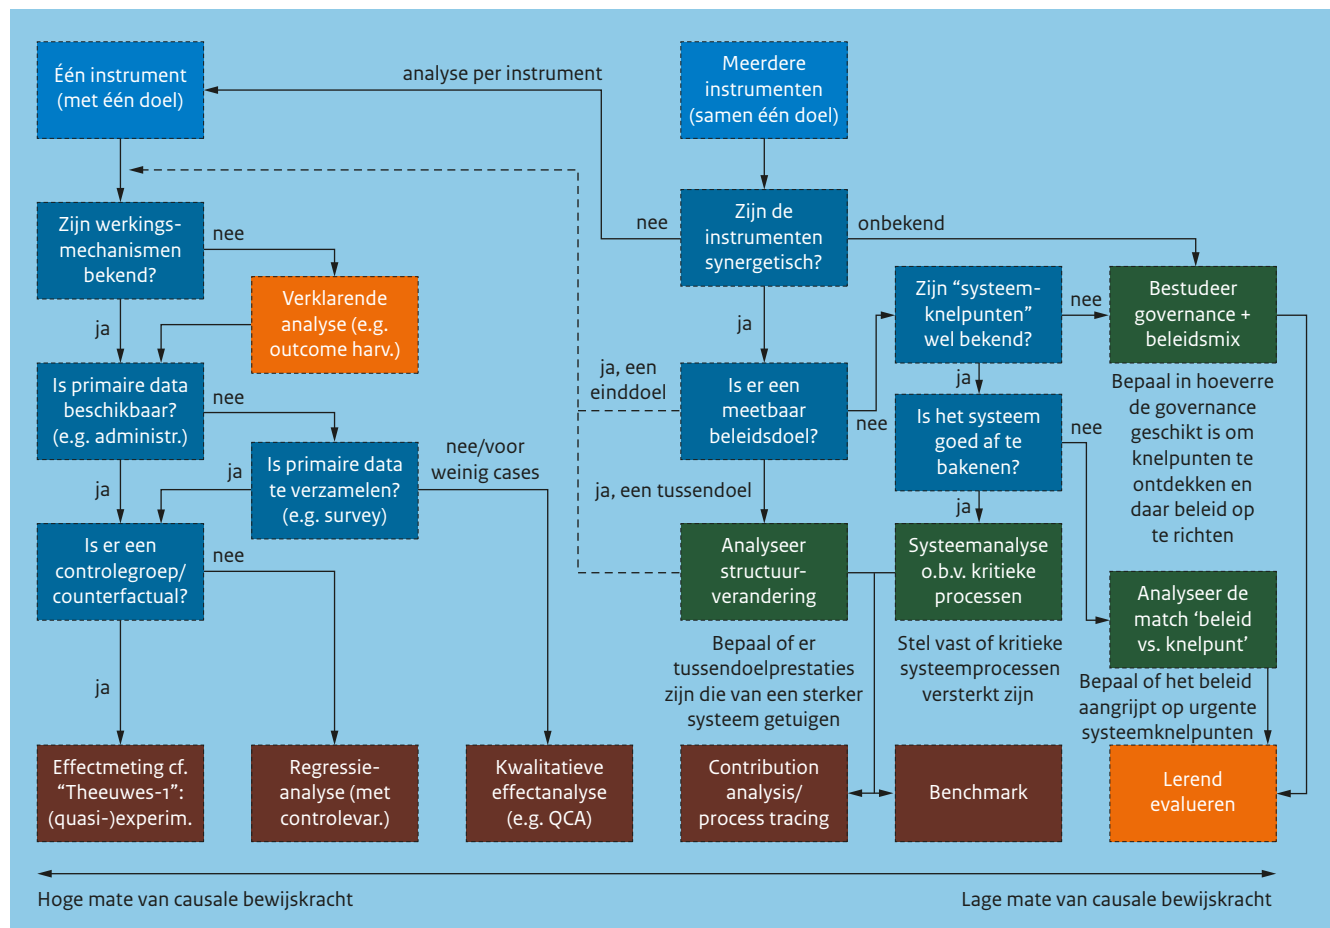 Één instrument
(met één doel)
analyse per instrument
Meerdere
instrumenten
(samen één doel)
Zijn werkings-
mechanismen
bekend?
nee
Verklarende
analyse (e.g.
outcome harv.)
ja
Is primaire data
beschikbaar?
(e.g. administr.)
nee
Is primaire data
te verzamelen?
(e.g. survey)
ja
nee/voor
weinig cases
ja
Is er een
controlegroep/
counterfactual?
nee
ja
Zijn de
instrumenten
synergetisch?
nee
onbekend
ja
Is er een
meetbaar
beleidsdoel?
ja, een
einddoel
nee
ja, een tussendoel
Zijn “systeem-
knelpunten”
wel bekend?
nee
ja
Is het systeem
goed af te
bakenen?
nee
ja
Bestudeer
governance +
beleidsmix
Bepaal in hoeverre
de governance
geschikt is om
knelpunten te
ontdekken en
daar beleid op
te richten
Analyseer
structuur-
verandering
Bepaal of er
tussendoelprestaties
zijn die van een sterker
systeem getuigen
Systeemanalyse
o.b.v. kritieke
processen
Stel vast of kritieke
systeemprocessen
versterkt zijn
Analyseer de
match ‘beleid
vs. knelpunt’
Bepaal of het beleid
aangrijpt op urgente
systeemknelpunten
Effectmeting cf.
“Theeuwes-1”:
(quasi-)experim.
Regressie-
analyse (met
controlevar.)
Kwalitatieve
effectanalyse
(e.g. QCA)
Contribution
analysis/
process tracing
Benchmark
Lerend
evalueren
Hoge mate van causale bewijskracht
Lage mate van causale bewijskracht